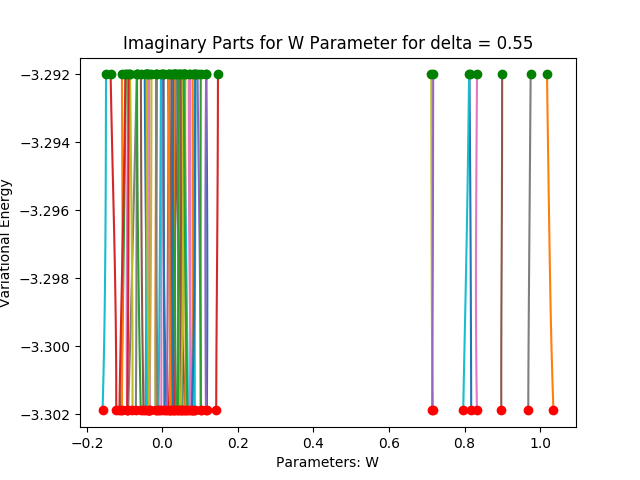 Imaginary Parts for W Parameter for delta = 0.55
Variational Energy
−3.292
−3.294
−3.296
−3.298
−3.300
−3.302
−0.2 0.0 0.2 0.4 0.6 0.8 1.0
Parameters: W